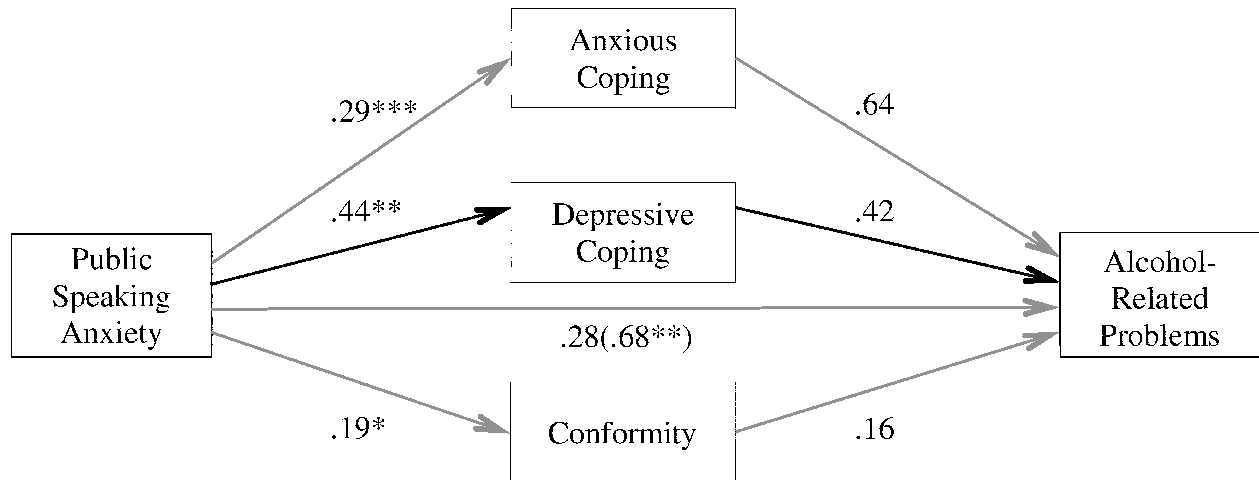 Anxious
Coping
.29***
.64
.44**
Depressive
Coping
.42
Public
Speaking
Anxiety
Alcohol-
Related
Problems
.28(.68**)
.19*
Conformity
.16